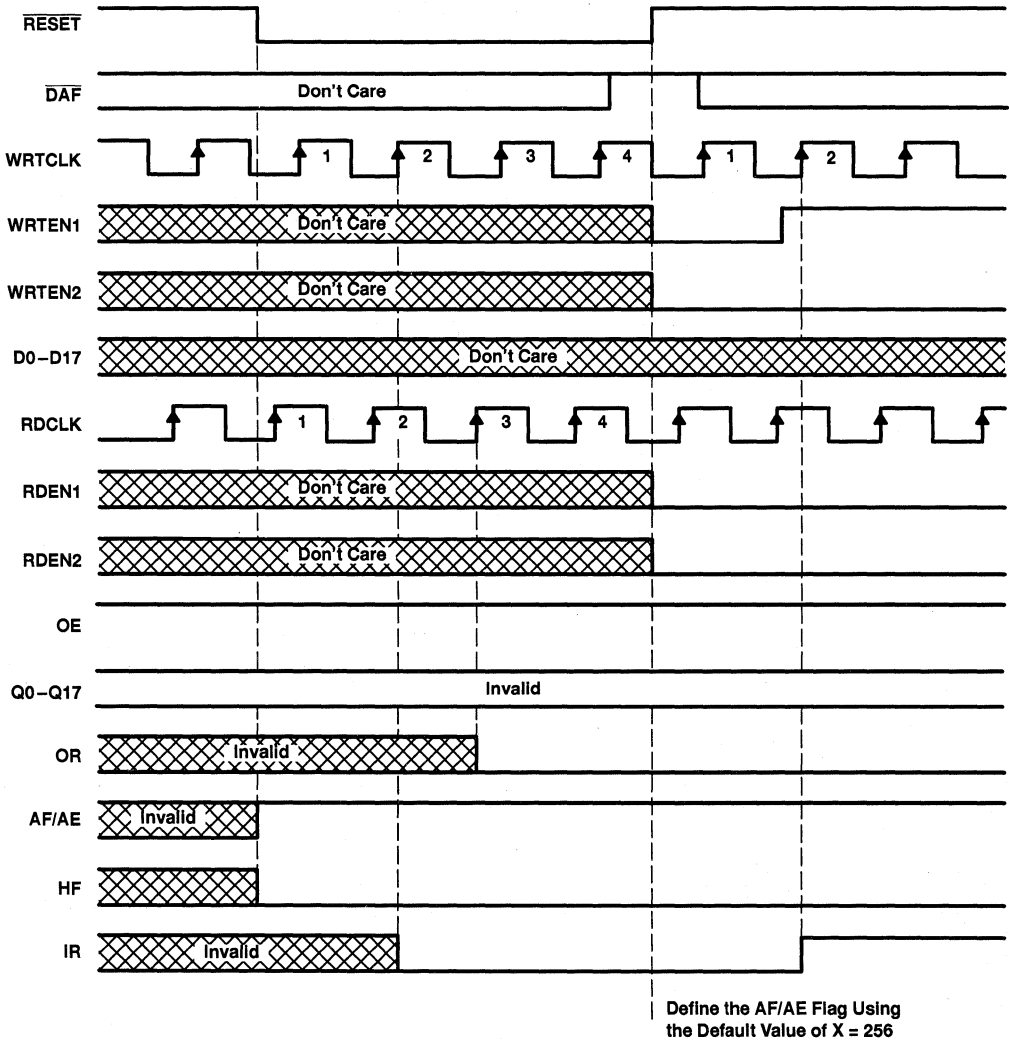 RESET
DAF
Don't Care
WRTCLK
1 2 3 4 1 2
WRTEN1
Don't Care
WRTEN2
Don't Care
D0–D17
Don't Care
RDCLK
1 2 3 4
RDEN1
Don't Care
RDEN2
Don't Care
OE
Q0–Q17
Invalid
OR
Invalid
AF/AE
Invalid
HF
IR
Invalid
Define the AF/AE Flag Using
the Default Value of X = 256